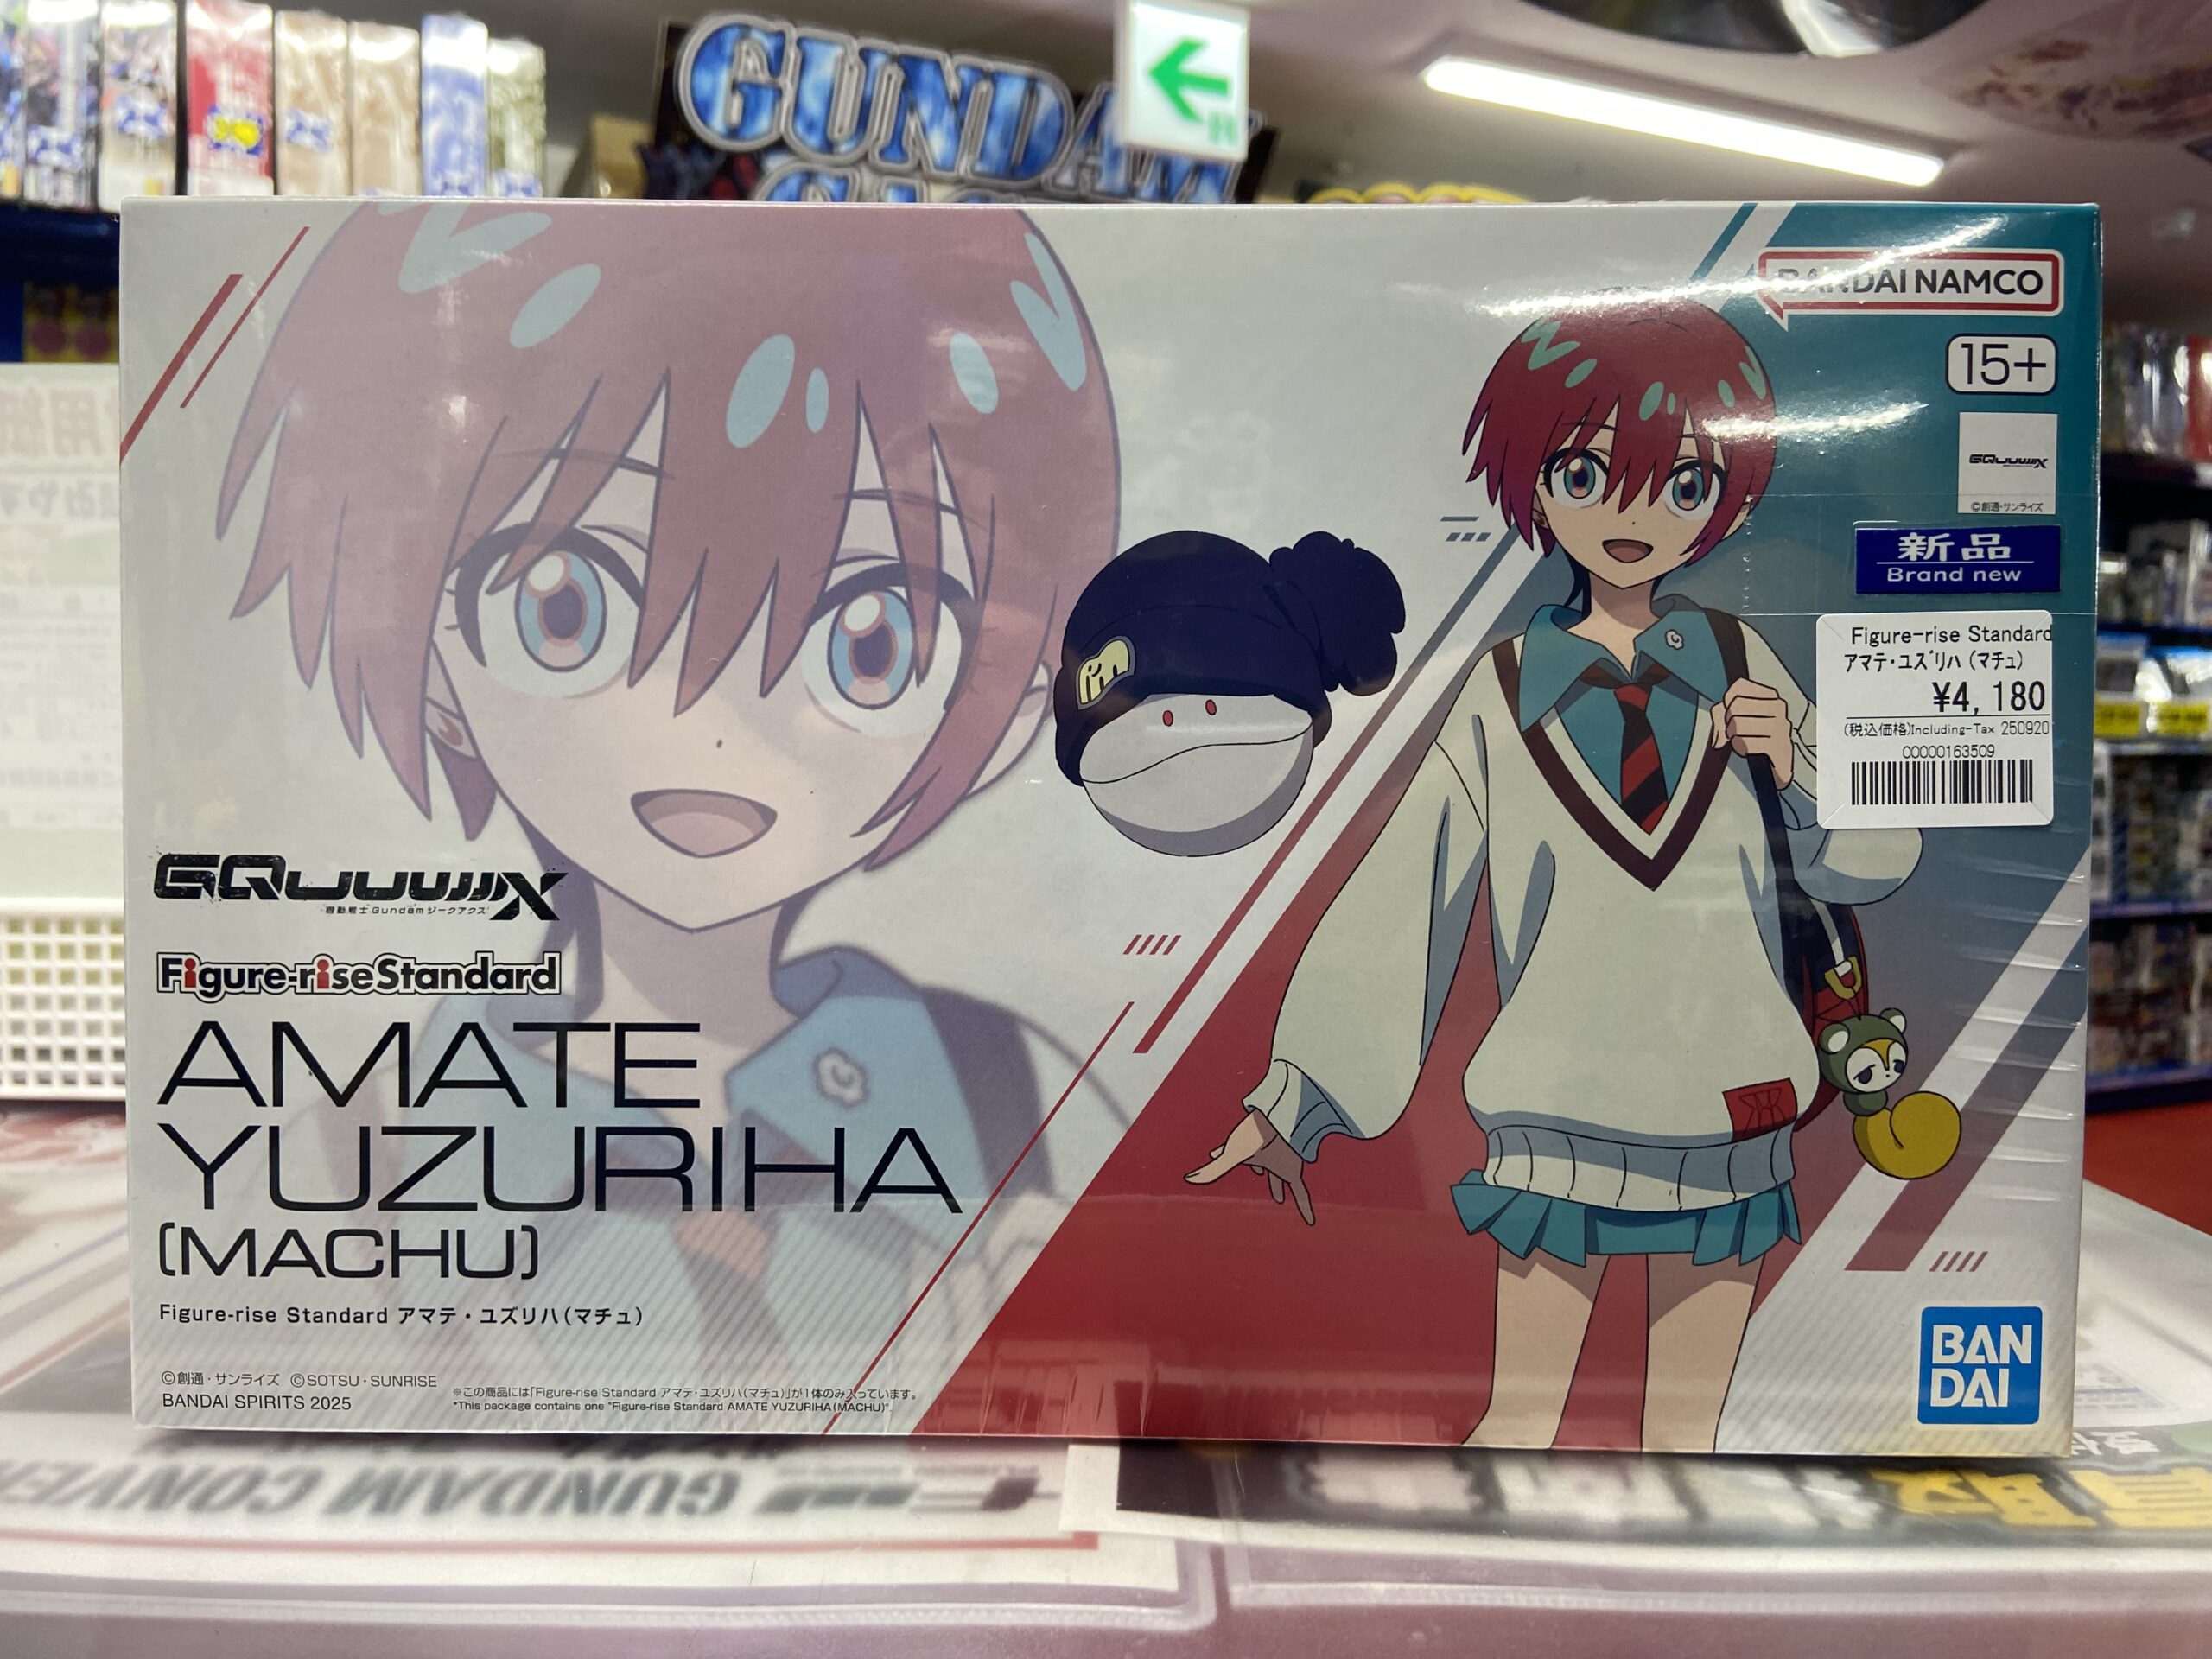 GUNDAM
BANDAI NAMCO
15+
GQuuuuuuX
©創通・サンライズ
新品
Brand new
Figure-rise Standard
アマテ・ユズリハ(マチュ)
¥4,180
(税込価格)Including-Tax 250920
00000163509
GQuuuuuuX
機動戦士Gundamジークアクス
Figure-rise Standard
AMATE
YUZURIHA
(MACHU)
Figure-rise Standard アマテ・ユズリハ(マチュ)
©創通・サンライズ ©SOTSU・SUNRISE
BANDAI SPIRITS 2025
※この商品には「Figure-rise Standard アマテ・ユズリハ(マチュ)」が1体のみ入っています。
*This package contains one "Figure-rise Standard AMATE YUZURIHA(MACHU)".
BAN
DAI
GUNDAM CONVE